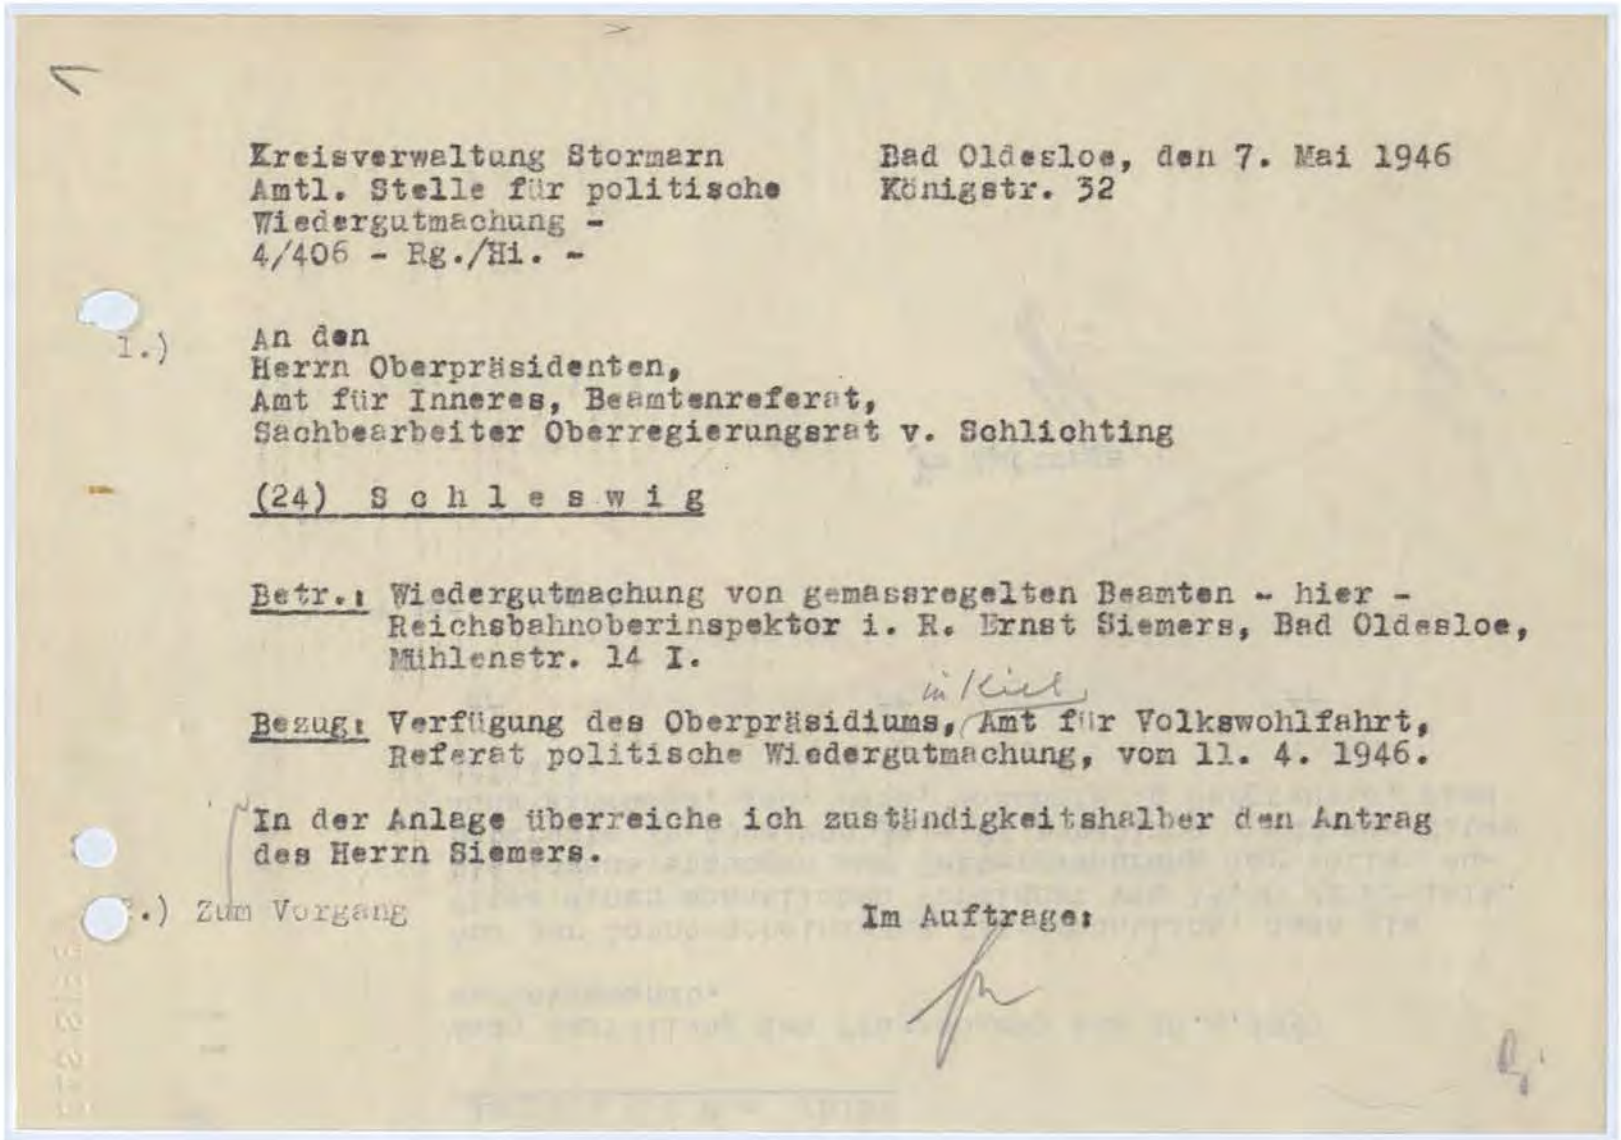 Kreisverwaltung Stormarn
Amtl. Stelle für politische
Wiedergutmachung -
4/406 - Rg./Hi. -
Bad Oldesloe, den 7. Mai 1946
Königstr. 32
1.)
An den
Herrn Oberpräsidenten,
Amt für Inneres, Beamtenreferat,
Sachbearbeiter Oberregierungsrat v. Schlichting
(24) S c h l e s w i g
Betr.: Wiedergutmachung von gemassregelten Beamten - hier -
Reichsbahnoberinspektor i. R. Ernst Siemers, Bad Oldesloe,
Mühlenstr. 14 I.
in Kiel
Bezug: Verfügung des Oberpräsidiums, Amt für Volkswohlfahrt,
Referat politische Wiedergutmachung, vom 11. 4. 1946.
In der Anlage überreiche ich zuständigkeitshalber den Antrag
des Herrn Siemers.
.) Zum Vorgang
Im Auftrage: